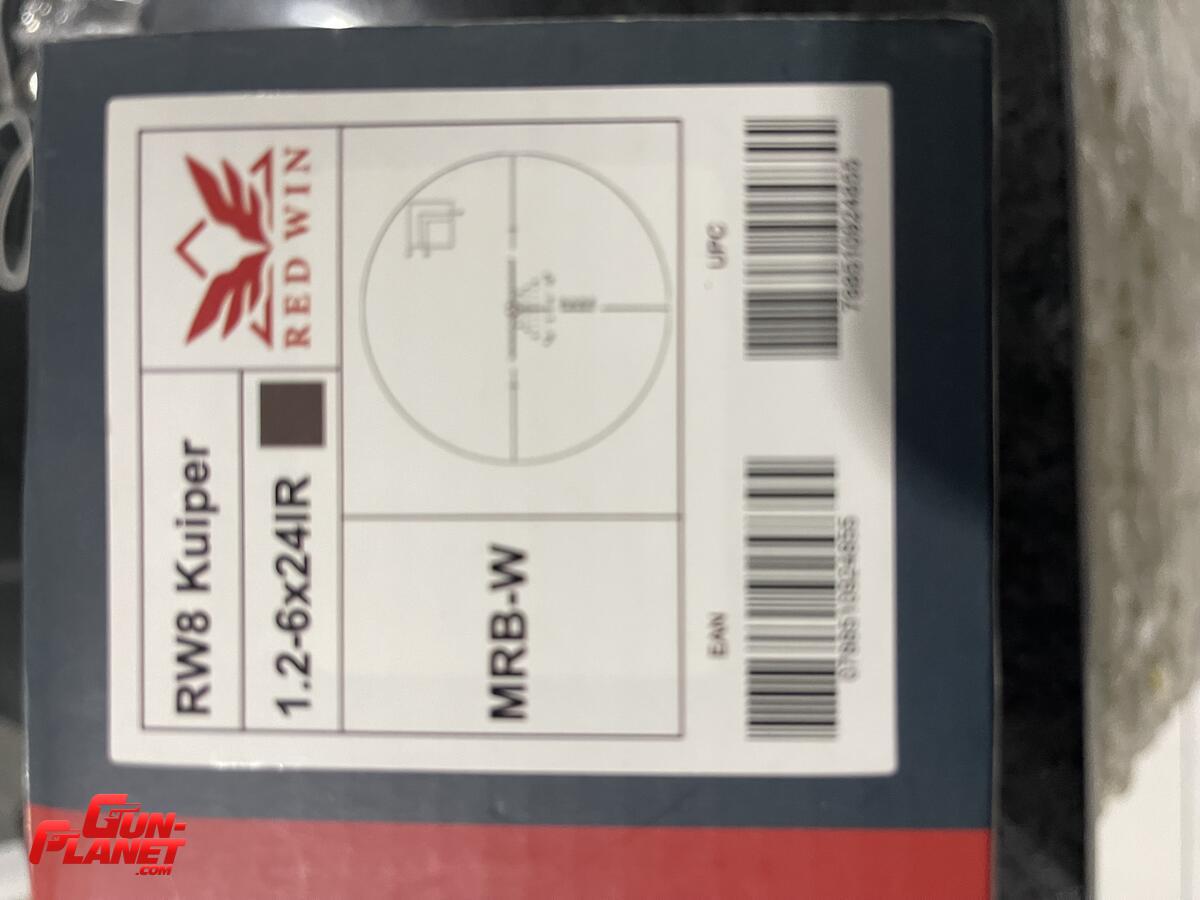 RW8 Kuiper
RED WIN
1.2-6x24IR
MRB-W
EAN
UPC
GUN-
PLANET
.COM